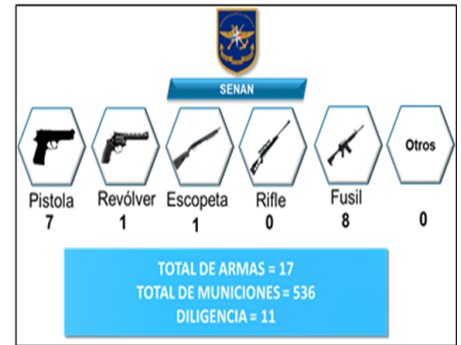 SENAN
Otros
Pistola Revólver Escopeta Rifle Fusil
7 1 1 0 8 0
TOTAL DE ARMAS = 17
TOTAL DE MUNICIONES = 536
DILIGENCIA = 11